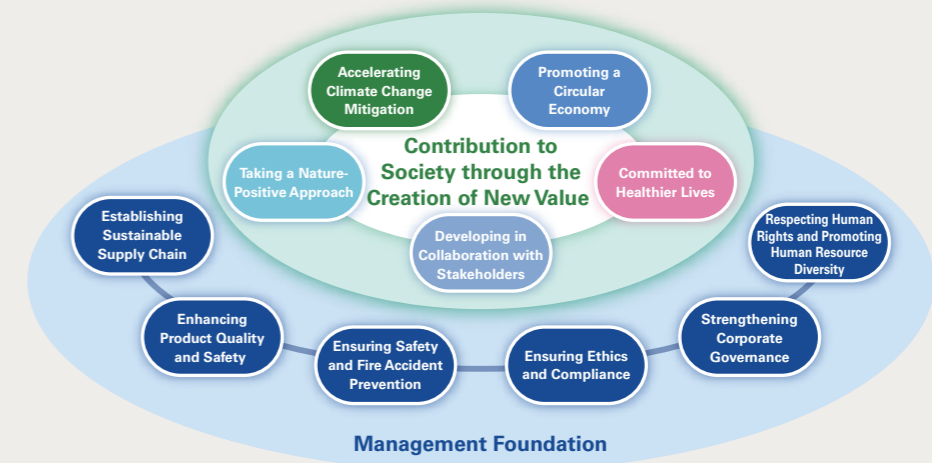 Accelerating
Climate Change
Mitigation
Promoting a
Circular
Economy
Contribution to
Society through the
Creation of New Value
Taking a Nature-
Positive Approach
Committed to
Healthier Lives
Developing in
Collaboration with
Stakeholders
Establishing
Sustainable
Supply Chain
Respecting Human
Rights and Promoting
Human Resource
Diversity
Enhancing
Product Quality
and Safety
Ensuring Safety
and Fire Accident
Prevention
Ensuring Ethics
and Compliance
Strengthening
Corporate
Governance
Management Foundation